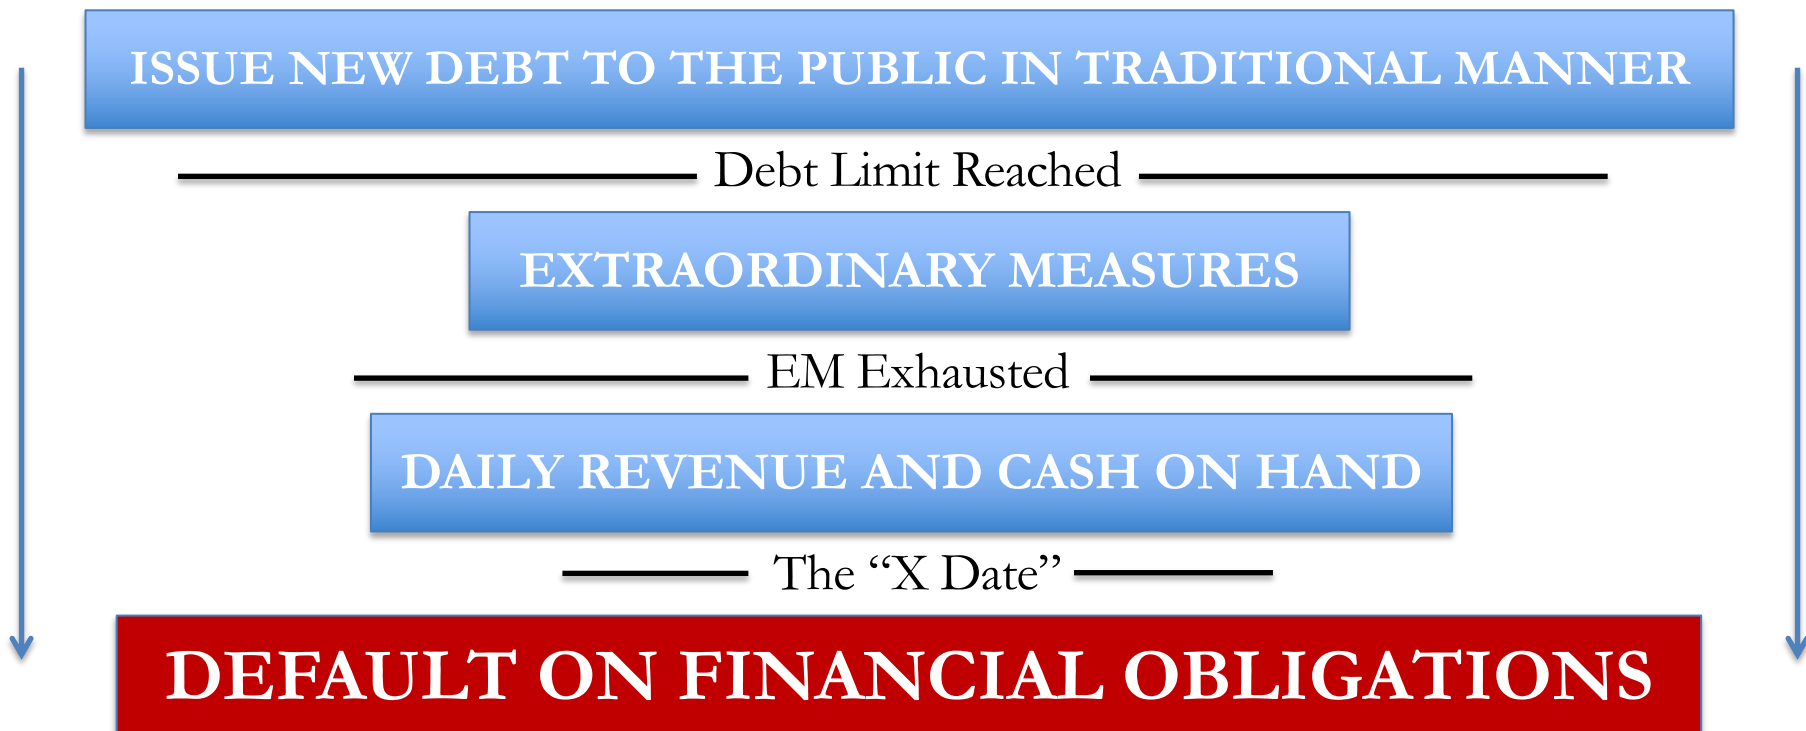 ISSUE NEW DEBT TO THE PUBLIC IN TRADITIONAL MANNER
Debt Limit Reached
EXTRAORDINARY MEASURES
EM Exhausted
DAILY REVENUE AND CASH ON HAND
The “X Date”
DEFAULT ON FINANCIAL OBLIGATIONS